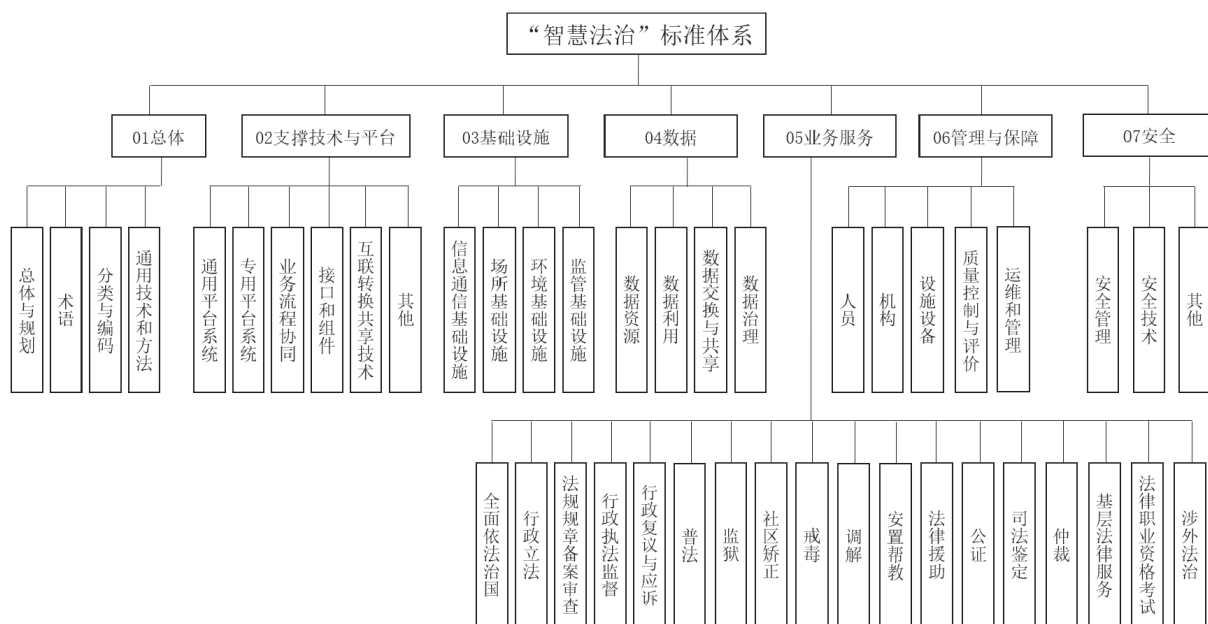 “智慧法治”标准体系
01总体
02支撑技术与平台
03基础设施
04数据
05业务服务
06管理与保障
07安全
总体与规划
术语
分类与编码
通用技术和方法
通用平台系统
专用平台系统
业务流程协同
接口和组件
互联转换共享技术
其他
信息通信基础设施
场所基础设施
环境基础设施
监管基础设施
数据资源
数据利用
数据交换与共享
数据治理
人员
机构
设施设备
质量控制与评价
运维和管理
安全管理
安全技术
其他
全面依法治国
行政立法
法规规章备案审查
行政执法监督
行政复议与应诉
普法
监狱
社区矫正
戒毒
调解
安置帮教
法律援助
公证
司法鉴定
仲裁
基层法律服务
法律职业资格考试
涉外法治